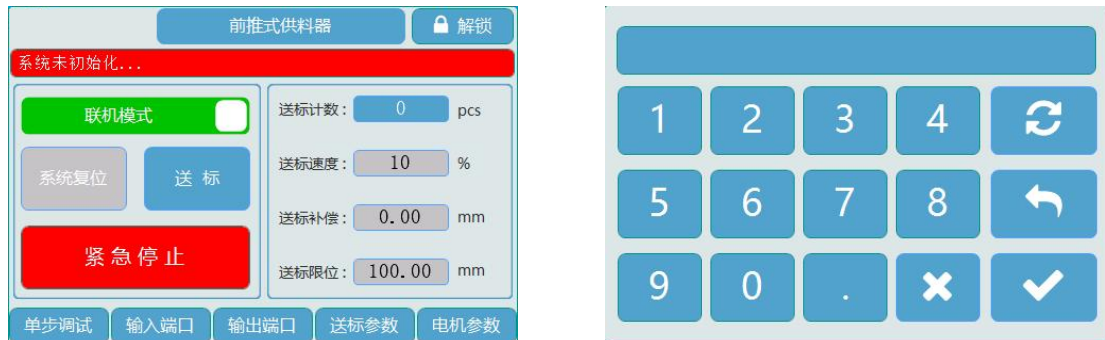 前推式供料器 解锁
系统未初始化...
联机模式 送标计数: 0 pcs
系统复位 送 标 送标速度: 10 %
送标补偿: 0.00 mm
紧急停止 送标限位: 100.00 mm
单步调试 输入端口 输出端口 送标参数 电机参数
1 2 3 4
5 6 7 8
9 0 .